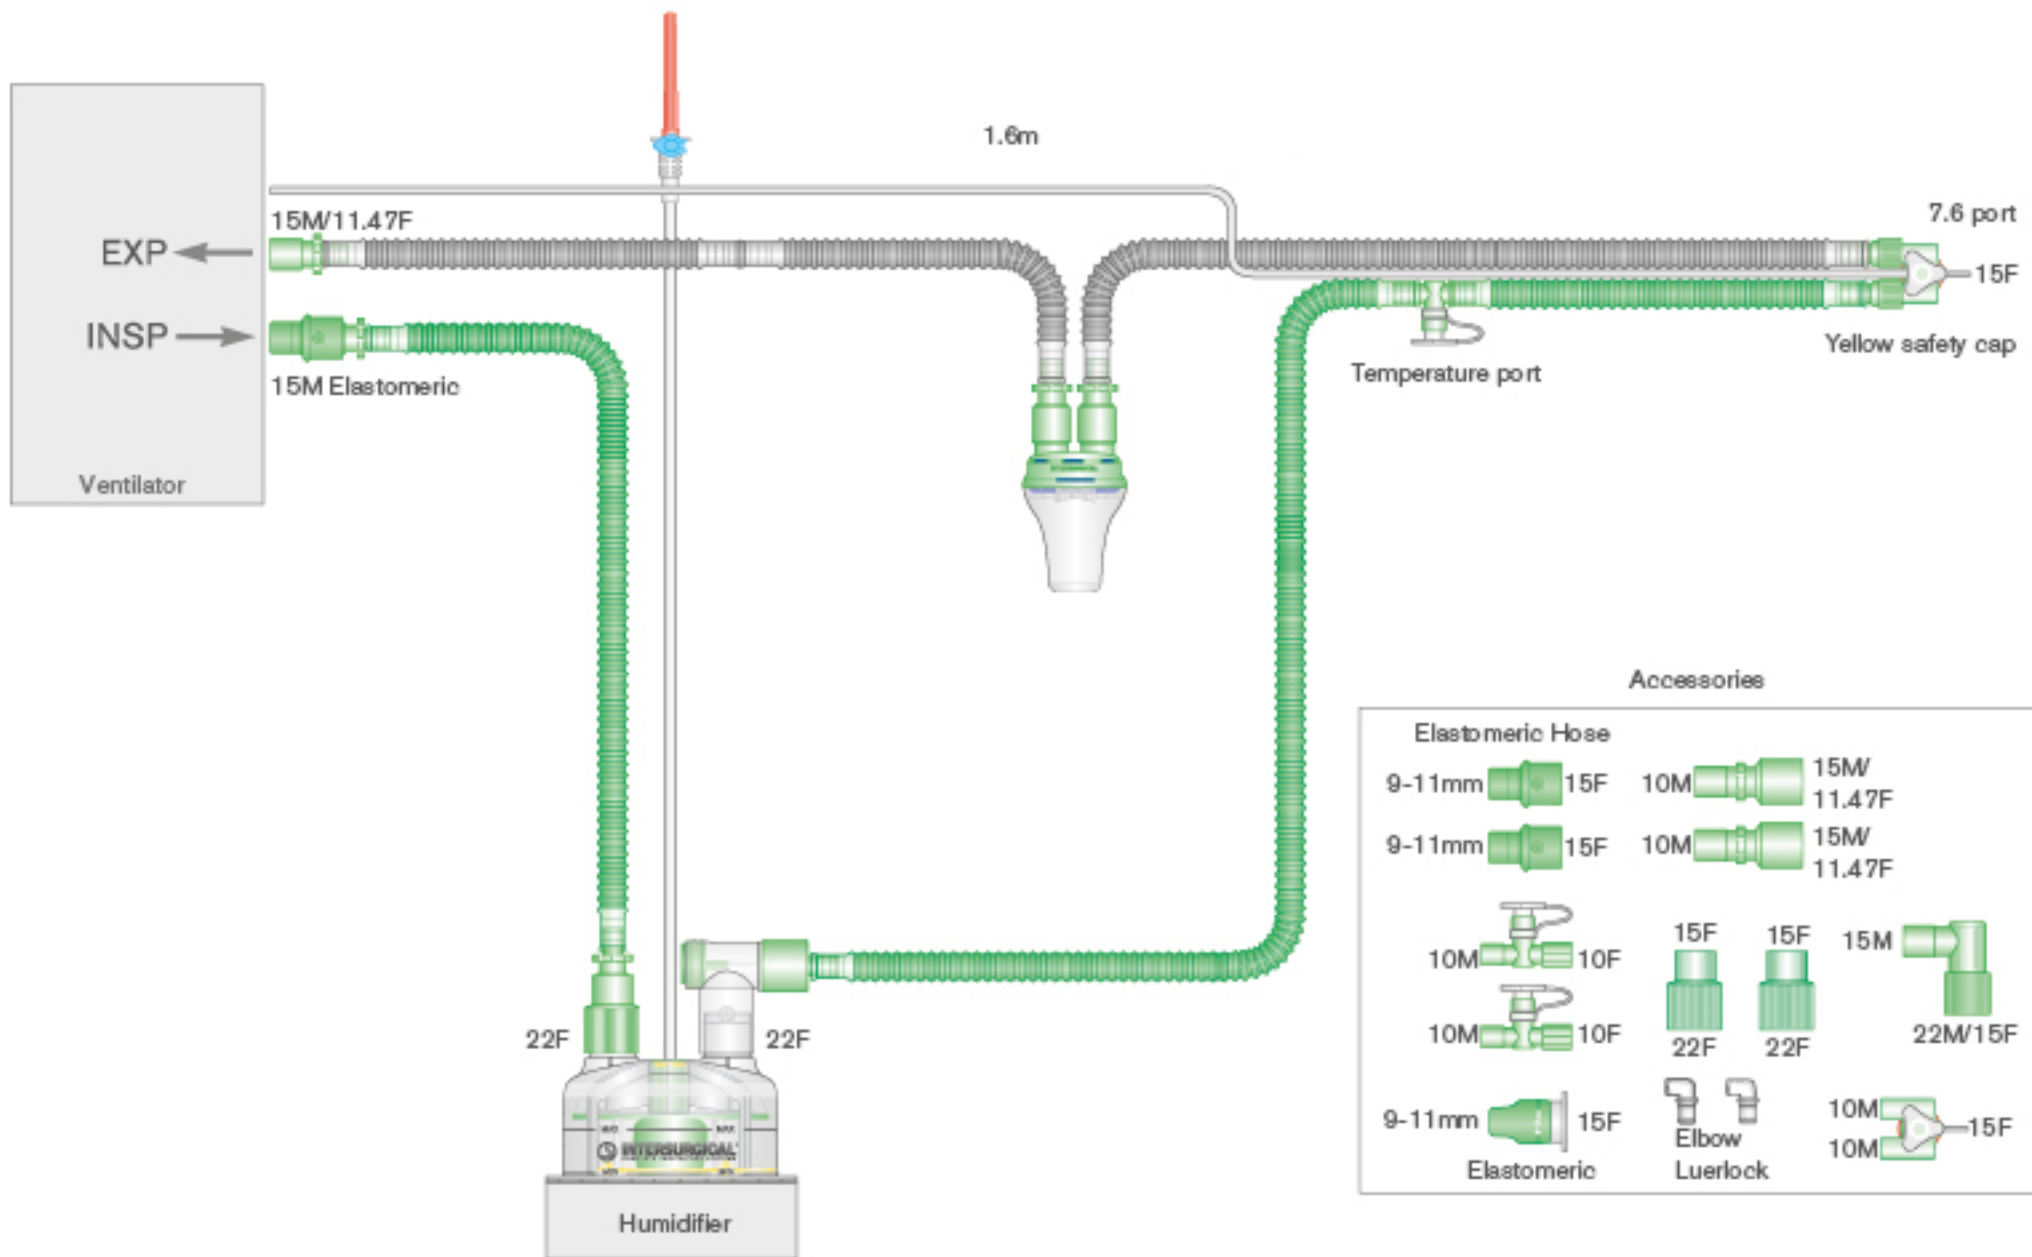 1.6m
15M/11.47F
7.6 port
EXP
15F
INSP
Yellow safety cap
Temperature port
15M Elastomeric
Ventilator
Accessories
Elastomeric Hose
9-11mm 15F 10M 15M/
11.47F
9-11mm 15F 10M 15M/
11.47F
15F 15F 15M
10M 10F
10M 10F
22F 22F 22M/15F
9-11mm 15F
Elastomeric
Elbow
Luerlock
10M
15F
10M
22F 22F
MAX MAX
INTERSURGICAL
Humidifier